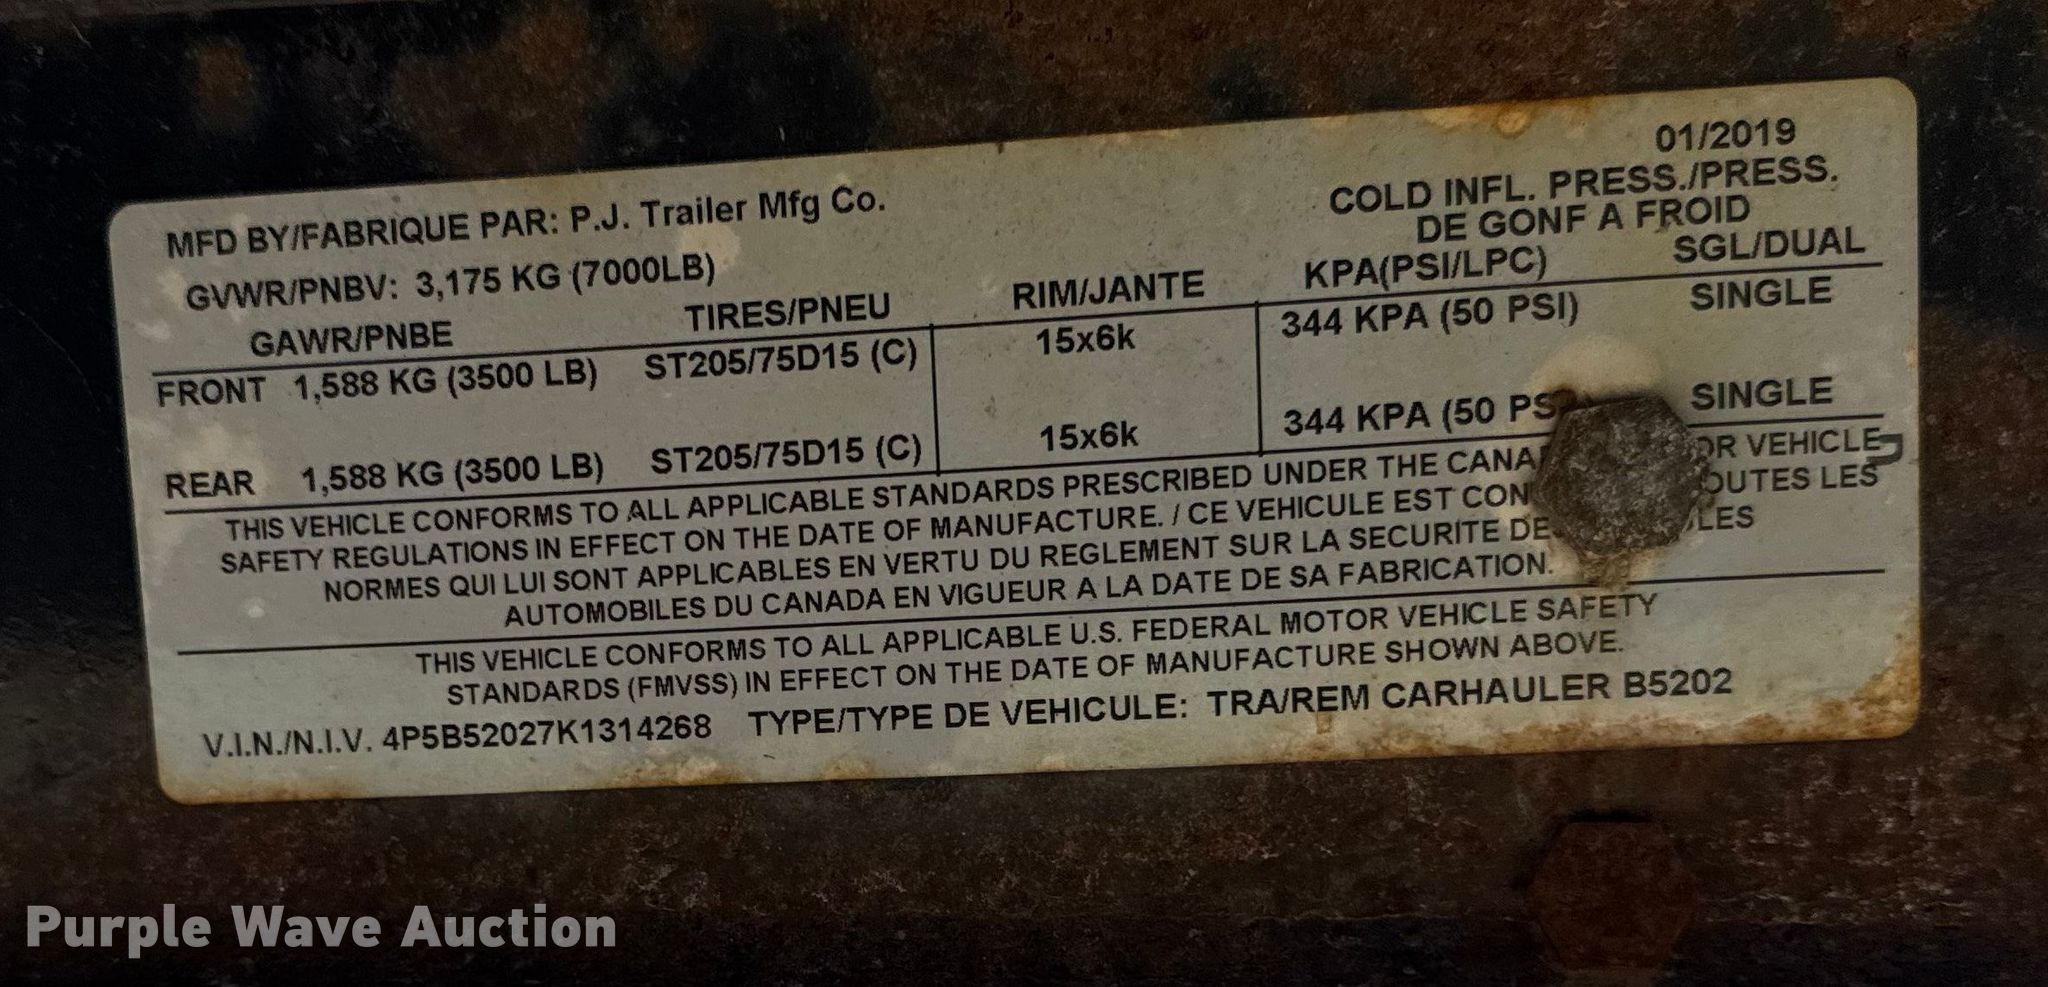 01/2019
MFD BY/FABRIQUE PAR: P.J. Trailer Mfg Co.
COLD INFL. PRESS./PRESS.
DE GONF A FROID
GVWR/PNBV: 3,175 KG (7000LB)
GAWR/PNBE TIRES/PNEU RIM/JANTE KPA(PSI/LPC) SGL/DUAL
FRONT 1,588 KG (3500 LB) ST205/75D15 (C) 15x6k 344 KPA (50 PSI) SINGLE
REAR 1,588 KG (3500 LB) ST205/75D15 (C) 15x6k 344 KPA (50 SINGLE
THIS VEHICLE CONFORMS TO ALL APPLICABLE STANDARDS PRESCRIBED UNDER THE VEHICLE
SAFETY REGULATIONS IN EFFECT ON THE DATE OF MANUFACTURE. / CE VEHICULE EST LES
NORMES QUI LUI SONT APPLICABLES EN VERTU DU REGLEMENT SUR LA SECURITE
AUTOMOBILES DU CANADA EN VIGUEUR A LA DATE DE SA FABRICATION.
THIS VEHICLE CONFORMS TO ALL APPLICABLE U.S. FEDERAL MOTOR VEHICLE SAFETY
STANDARDS (FMVSS) IN EFFECT ON THE DATE OF MANUFACTURE SHOWN ABOVE.
V.I.N./N.I.V. 4P5B52027K1314268 TYPE/TYPE DE VEHICULE: TRA/REM CARHAULER B5202
Purple Wave Auction